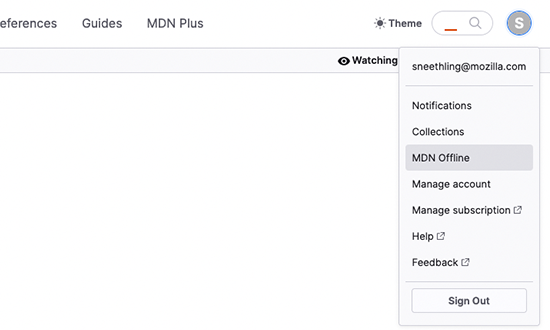 eferences Guides MDN Plus Theme S
Watching
sneethling@mozilla.com
Notifications
Collections
MDN Offline
Manage account
Manage subscription
Help
Feedback
Sign Out